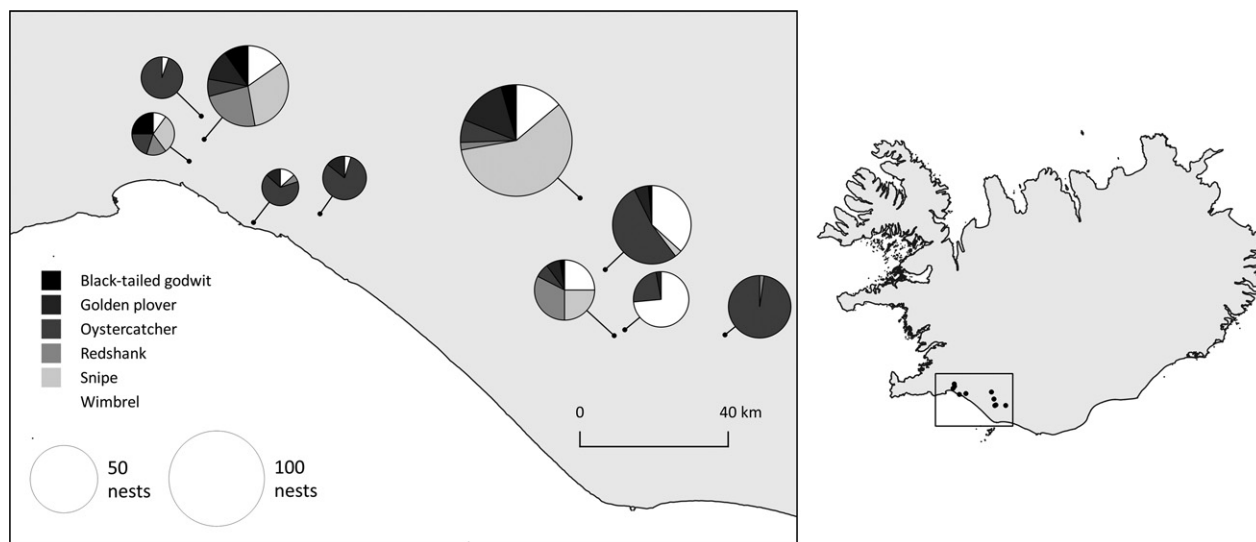 Black-tailed godwit
Golden plover
Oystercatcher
Redshank
Snipe
Wimbrel
50
nests
100
nests
0
40 km